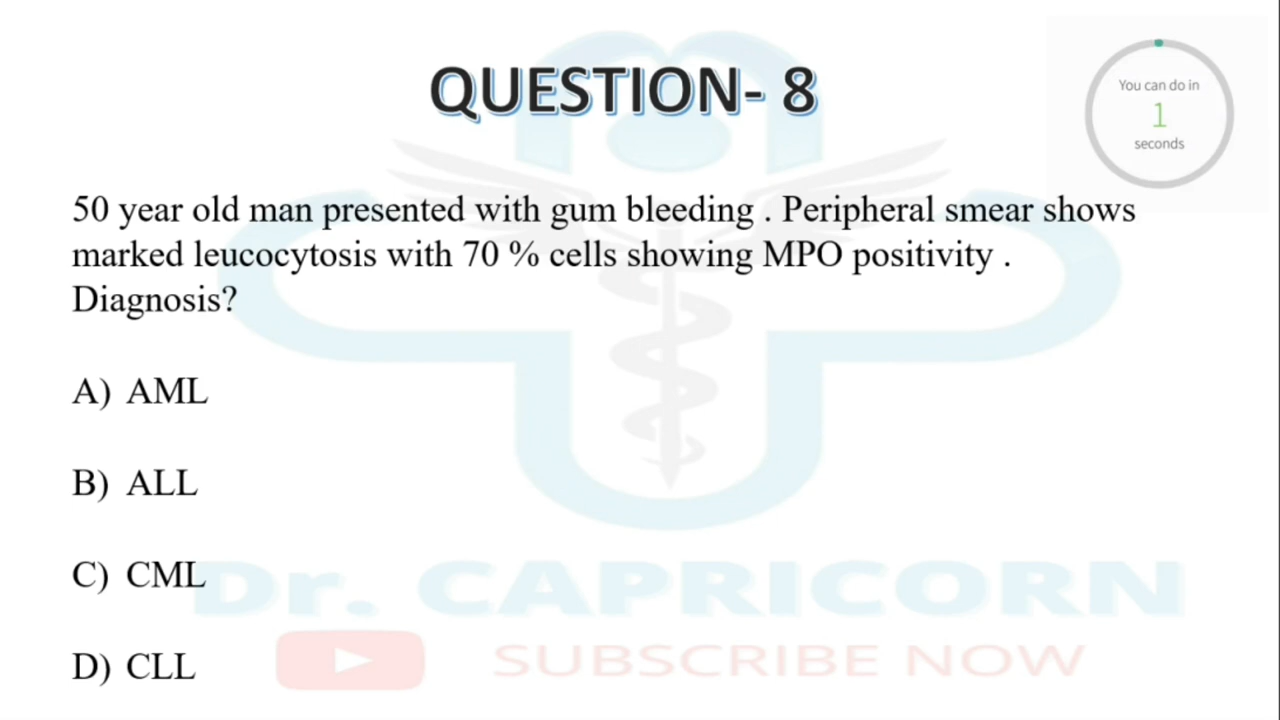 QUESTION- 8
You can do in
1
seconds
50 year old man presented with gum bleeding . Peripheral smear shows
marked leucocytosis with 70 % cells showing MPO positivity .
Diagnosis?
A) AML
B) ALL
C) CML
D) CLL
Dr. CAPRICORN
SUBSCRIBE NOW